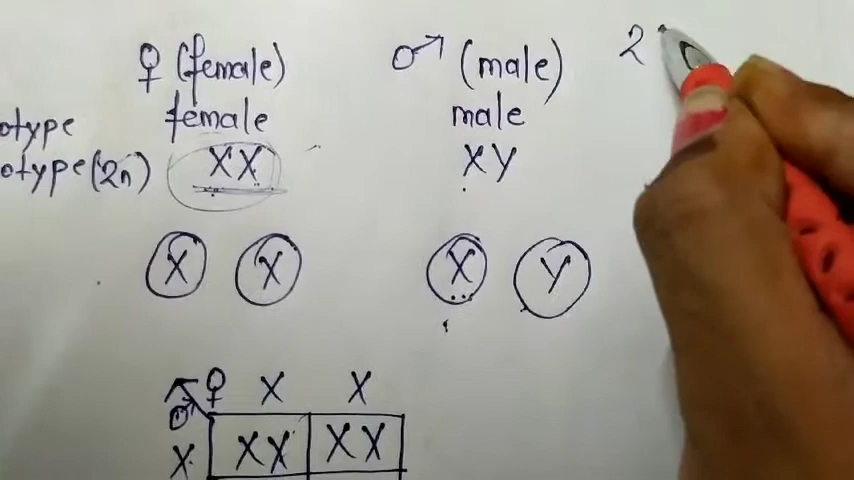 ♀ (female) ♂ (male) 2
otype female male
otype (2n) XX XY
X X X Y
♀ X X
♂
X XX XX